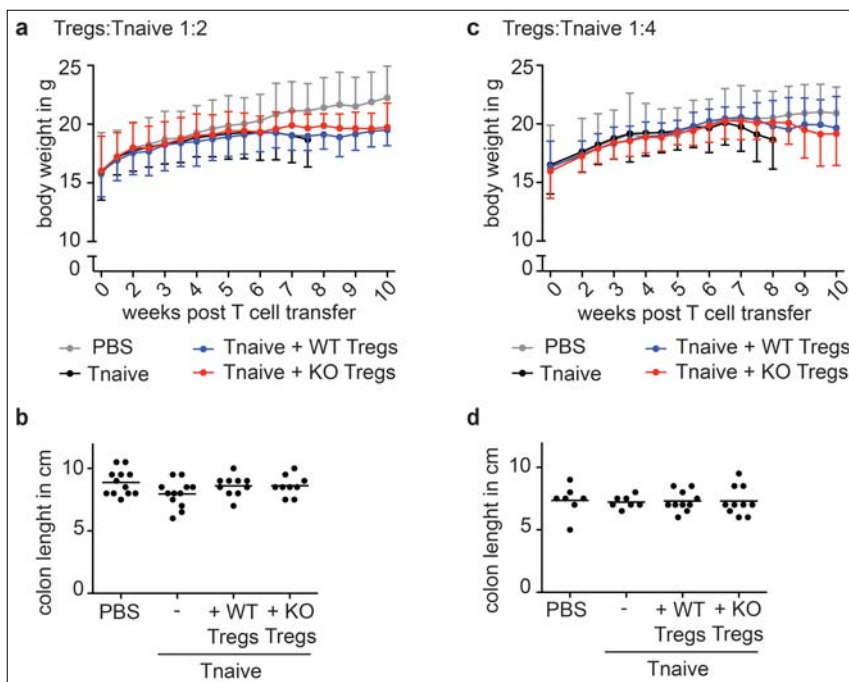 a Tregs:Tnaive 1:2
body weight in g
25
20
15
10
0
0 1 2 3 4 5 6 7 8 9 10
weeks post T cell transfer
PBS Tnaive + WT Tregs
Tnaive Tnaive + KO Tregs
b
colon lenght in cm
10
5
0
PBS - + WT + KO
Tregs Tregs
Tnaive
c Tregs:Tnaive 1:4
body weight in g
25
20
15
10
0
0 1 2 3 4 5 6 7 8 9 10
weeks post T cell transfer
PBS Tnaive + WT Tregs
Tnaive Tnaive + KO Tregs
d
colon lenght in cm
10
5
0
PBS - + WT + KO
Tregs Tregs
Tnaive